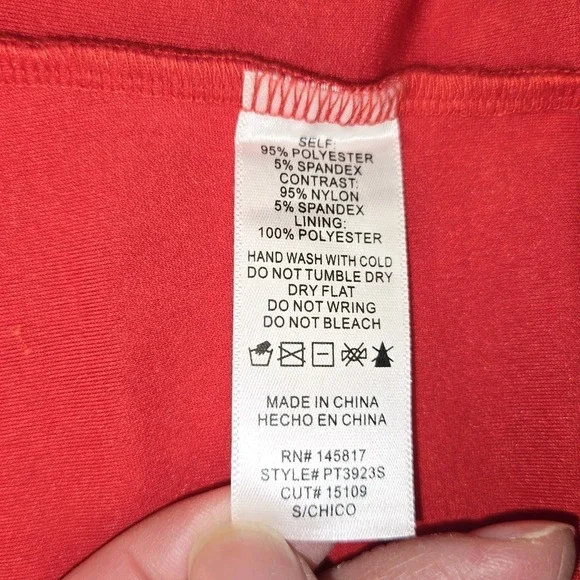 SELF:
95% POLYESTER
5% SPANDEX
CONTRAST:
95% NYLON
5% SPANDEX
LINING:
100% POLYESTER
HAND WASH WITH COLD
DO NOT TUMBLE DRY
DRY FLAT
DO NOT WRING
DO NOT BLEACH
MADE IN CHINA
HECHO EN CHINA
RN# 145817
STYLE# PT3923S
CUT# 15109
S/CHICO